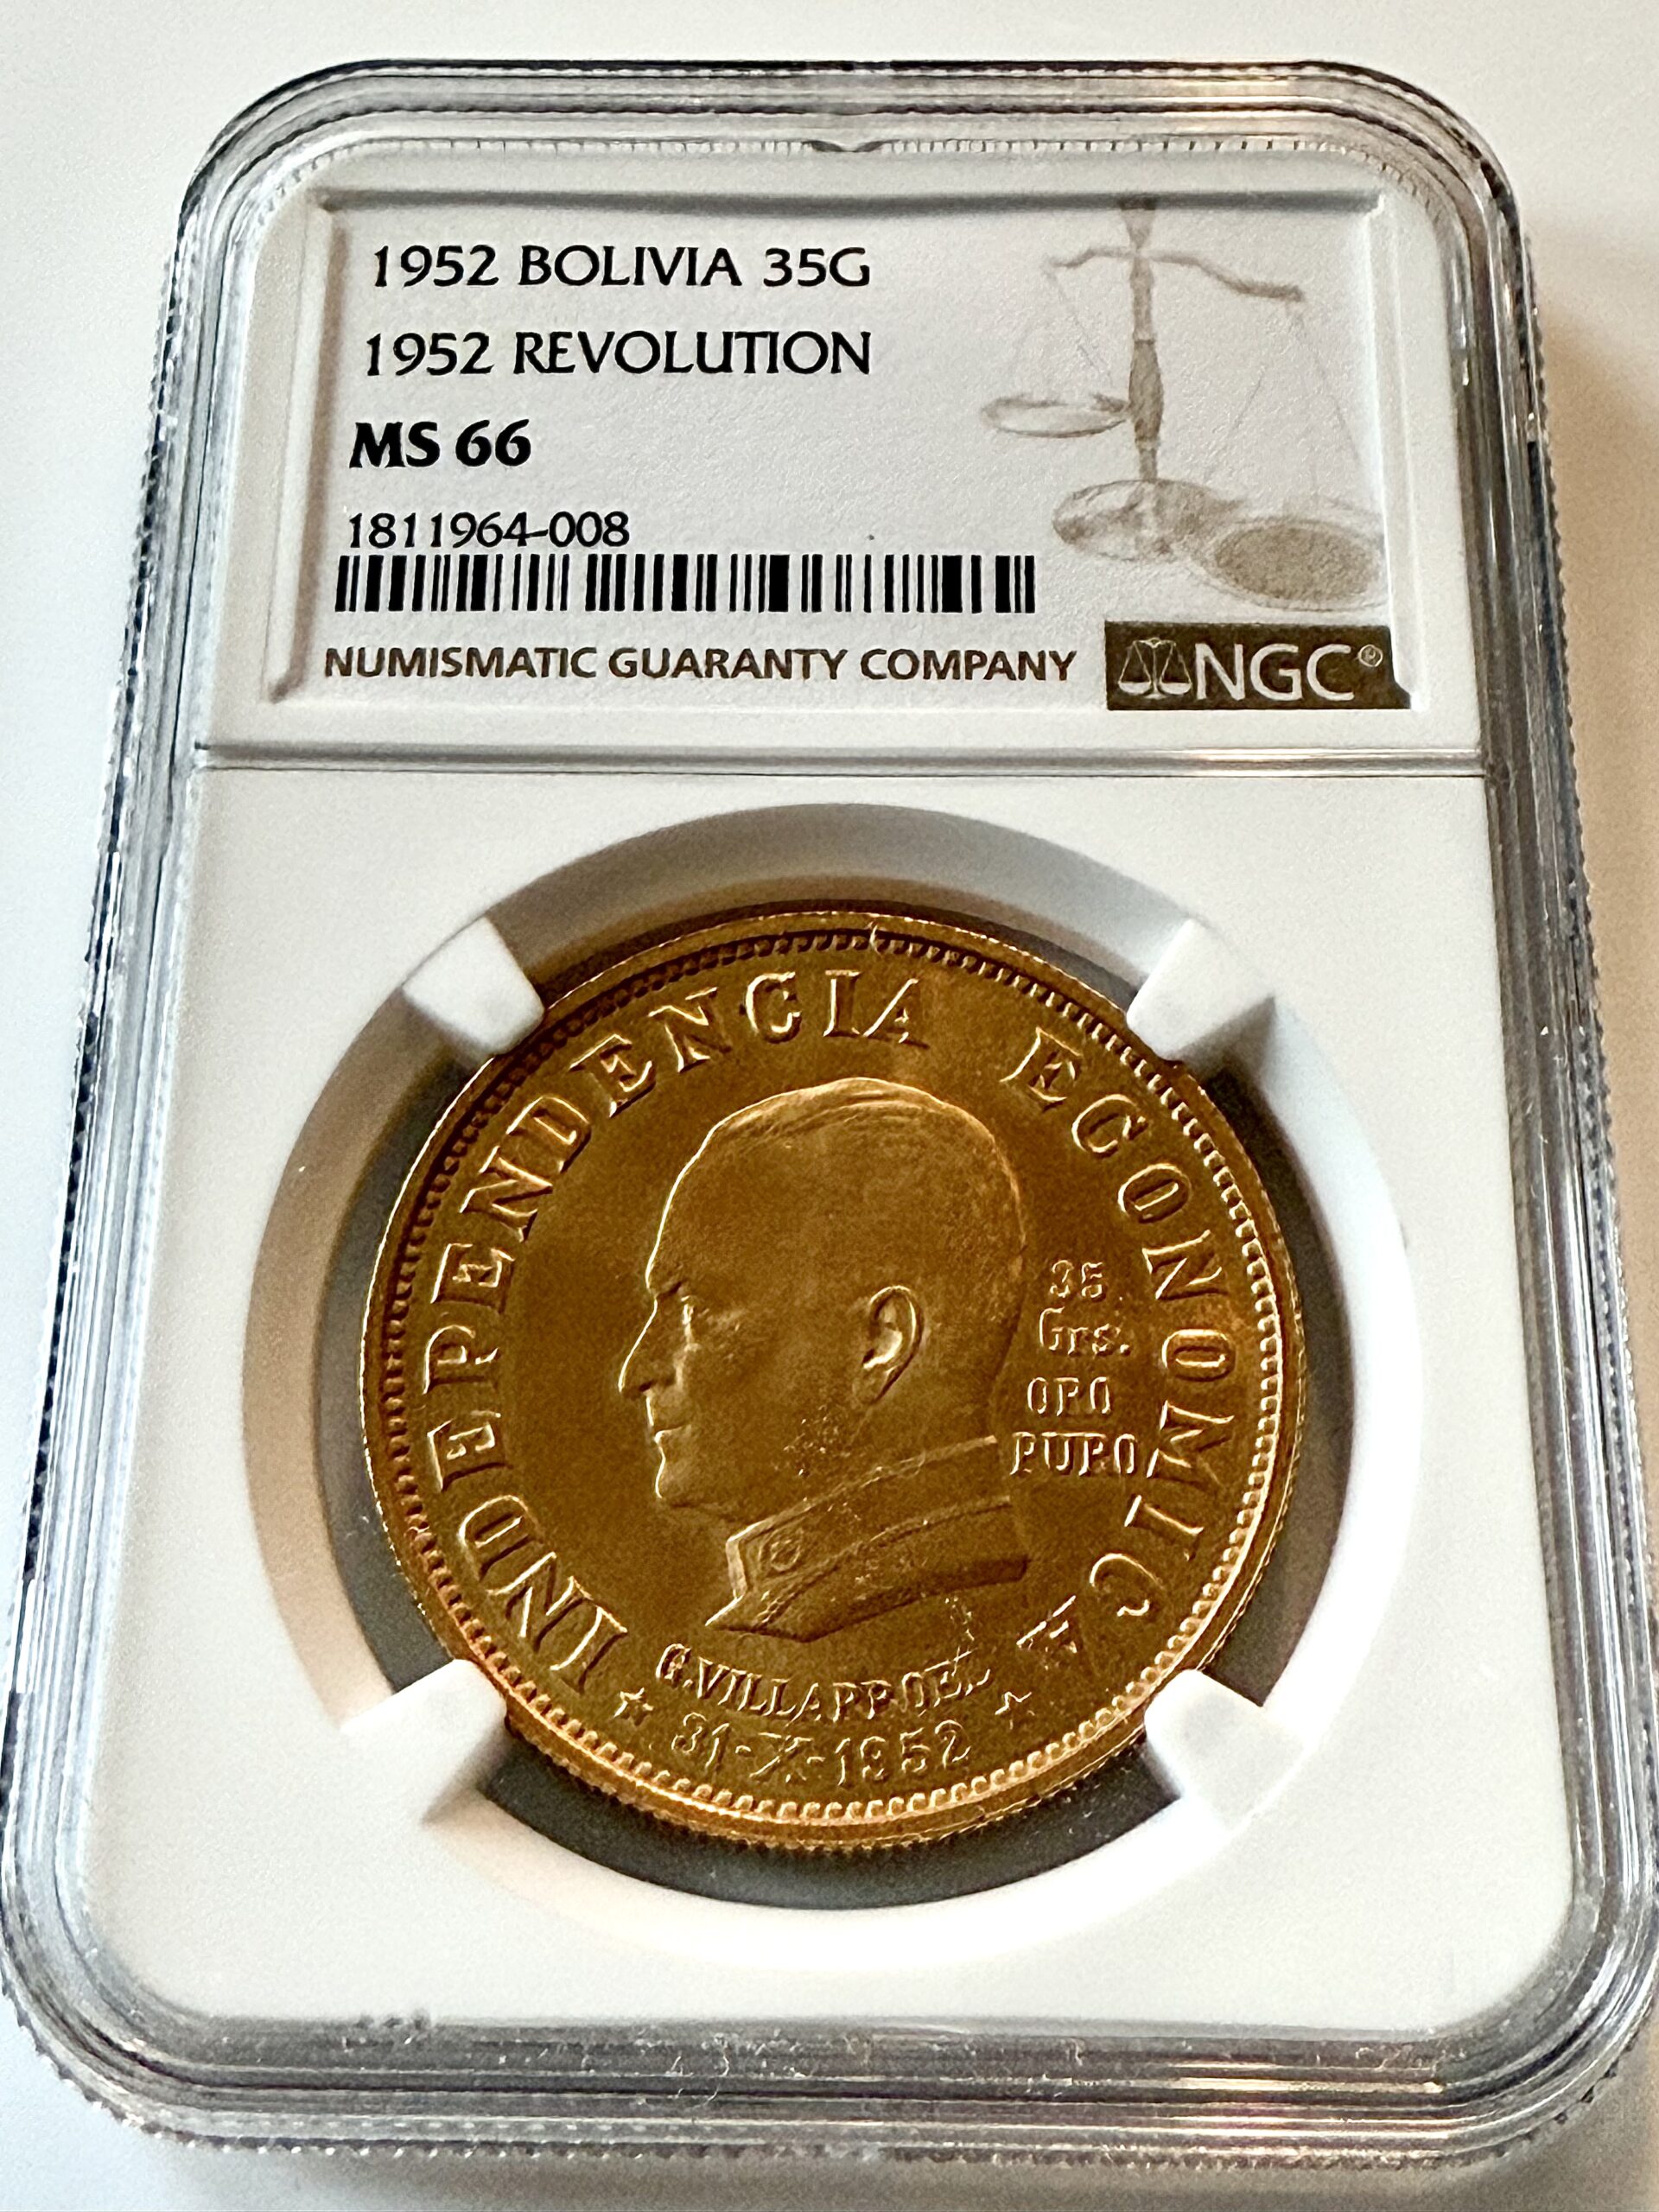 1952 BOLIVIA 35G
1952 REVOLUTION
MS 66
1811964-008
NUMISMATIC GUARANTY COMPANY
NGC®
INDEPENDENCIA ECONOMICA
35
Grs.
ORO
PURO
G.VILLARROEL
31-X-1952